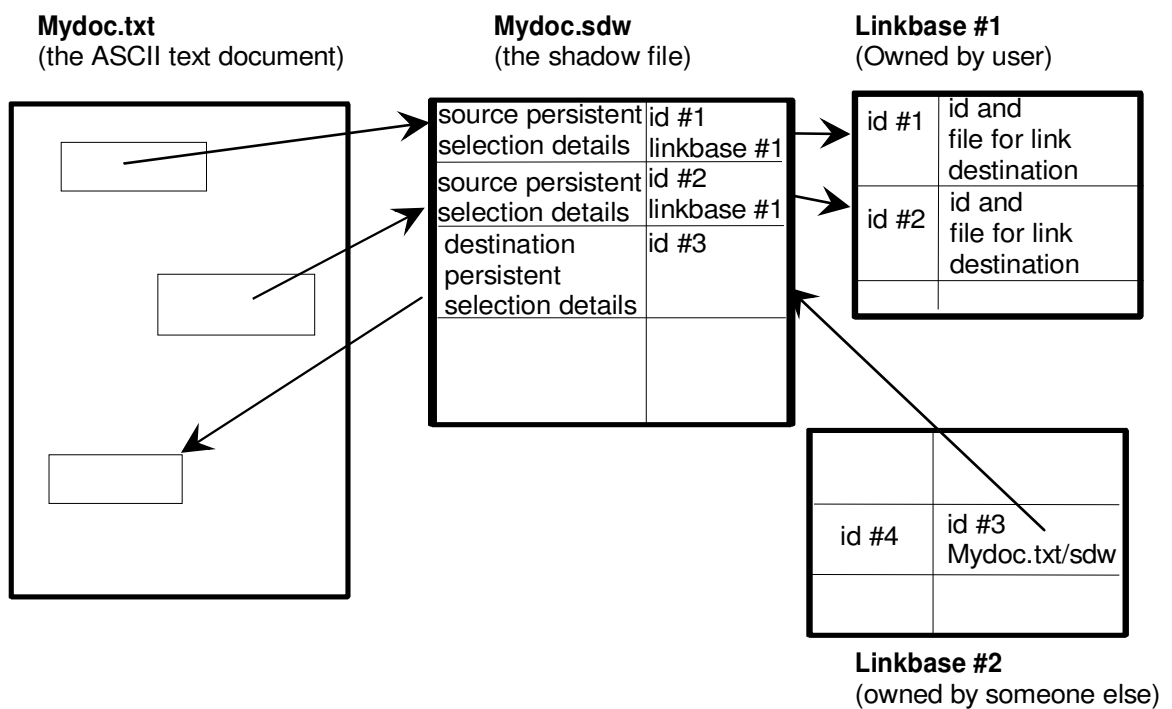 Mydoc.txt
(the ASCII text document)
Mydoc.sdw
(the shadow file)
Linkbase #1
(Owned by user)
source persistent
selection details
id #1
linkbase #1
source persistent
selection details
id #2
linkbase #1
destination
persistent
selection details
id #3
id #1
id and
file for link
destination
id #2
id and
file for link
destination
id #4
id #3
Mydoc.txt/sdw
Linkbase #2
(owned by someone else)